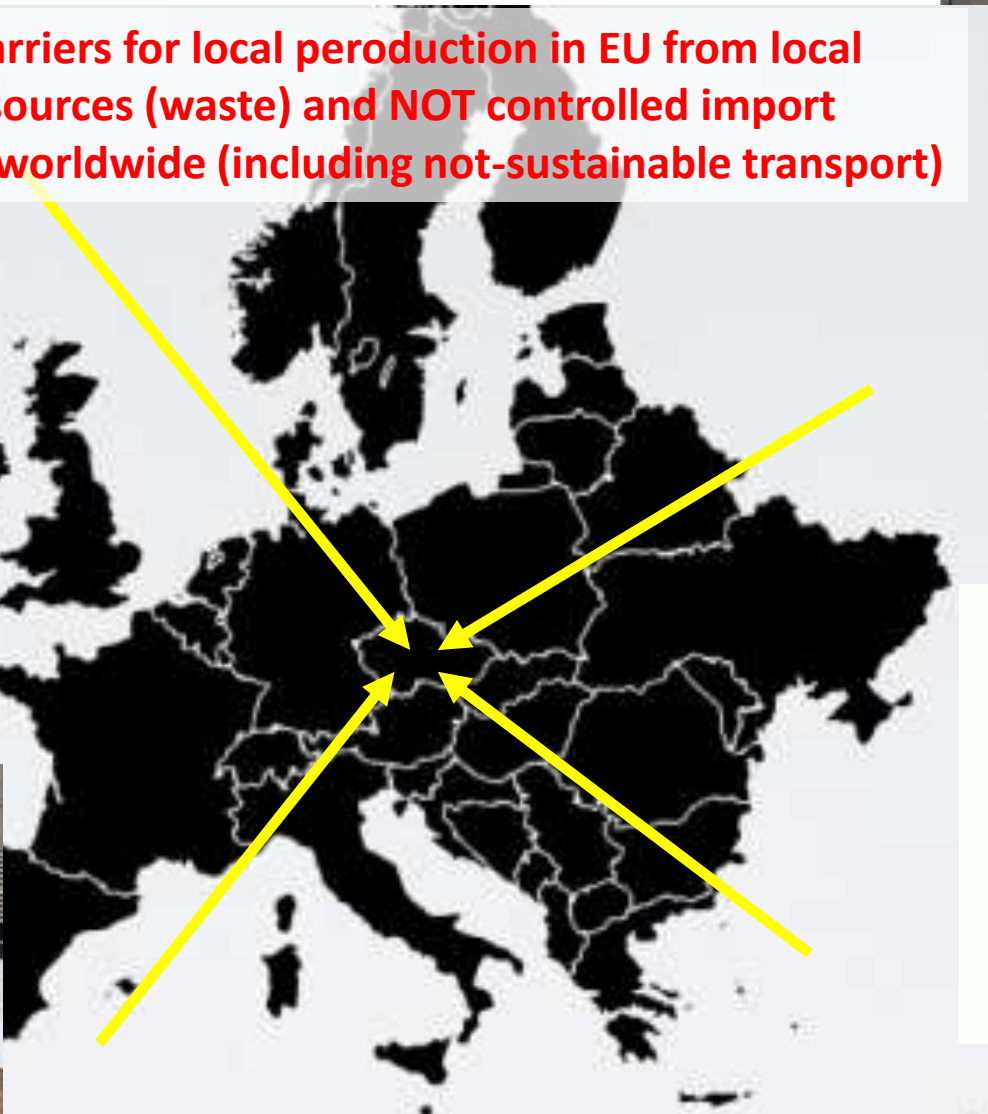 arriers for local peroduction in EU from local
sources (waste) and NOT controlled import
worldwide (including not-sustainable transport)